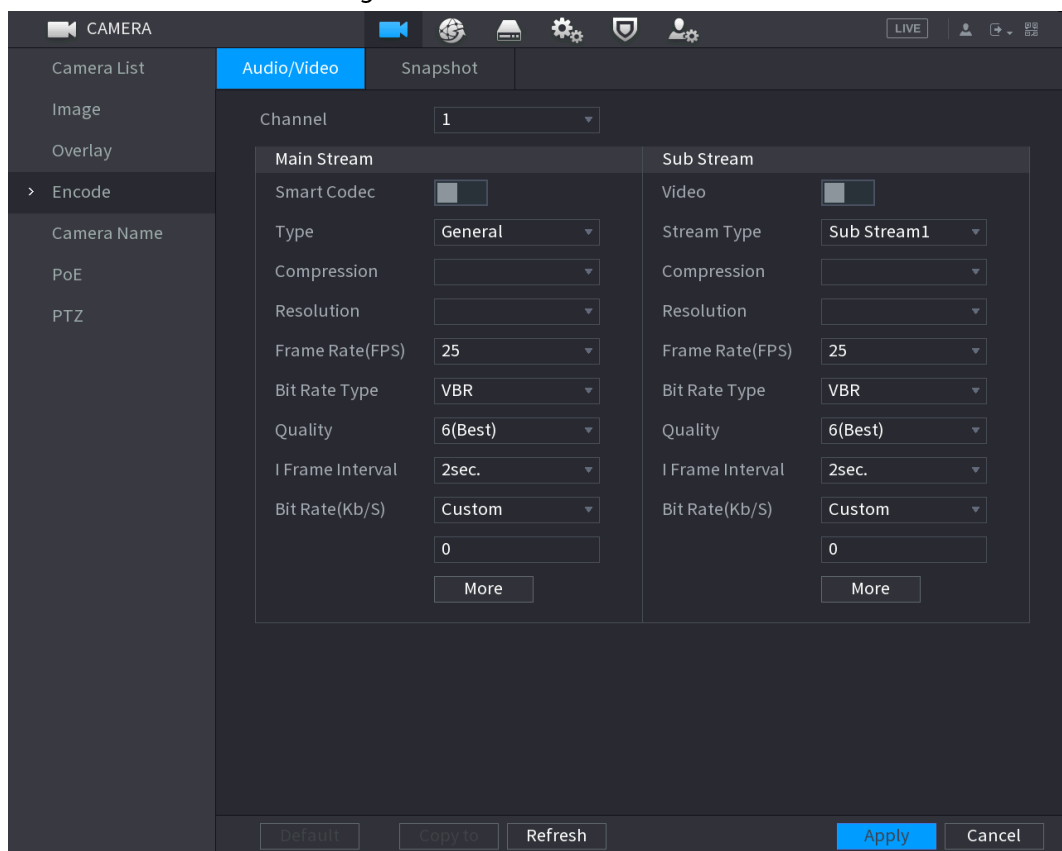 CAMERA LIVE
Camera List
Image
Overlay
> Encode
Camera Name
PoE
PTZ
Audio/Video Snapshot
Channel 1
Main Stream Sub Stream
Smart Codec Video
Type General Stream Type Sub Stream1
Compression Compression
Resolution Resolution
Frame Rate(FPS) 25 Frame Rate(FPS) 25
Bit Rate Type VBR Bit Rate Type VBR
Quality 6(Best) Quality 6(Best)
I Frame Interval 2sec. I Frame Interval 2sec.
Bit Rate(Kb/S) Custom Bit Rate(Kb/S) Custom
0 0
More More
Default Copy to Refresh Apply Cancel